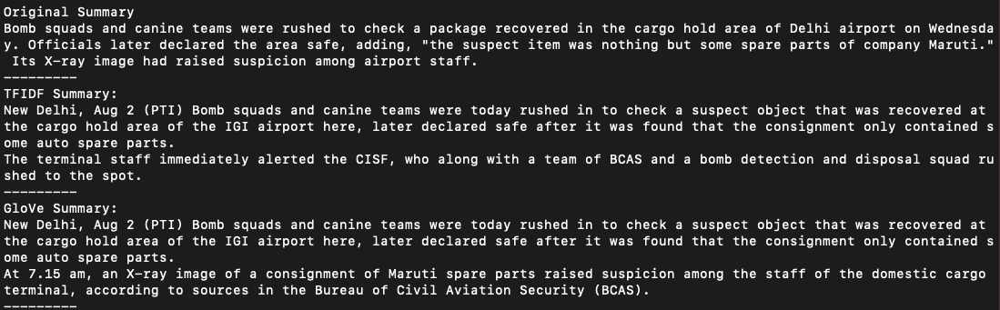 Original Summary
Bomb squads and canine teams were rushed to check a package recovered in the cargo hold area of Delhi airport on Wednesda
y. Officials later declared the area safe, adding, "the suspect item was nothing but some spare parts of company Maruti."
 Its X-ray image had raised suspicion among airport staff.
---------
TFIDF Summary:
New Delhi, Aug 2 (PTI) Bomb squads and canine teams were today rushed in to check a suspect object that was recovered at
the cargo hold area of the IGI airport here, later declared safe after it was found that the consignment only contained s
ome auto spare parts.
The terminal staff immediately alerted the CISF, who along with a team of BCAS and a bomb detection and disposal squad ru
shed to the spot.
---------
GloVe Summary:
New Delhi, Aug 2 (PTI) Bomb squads and canine teams were today rushed in to check a suspect object that was recovered at
the cargo hold area of the IGI airport here, later declared safe after it was found that the consignment only contained s
ome auto spare parts.
At 7.15 am, an X-ray image of a consignment of Maruti spare parts raised suspicion among the staff of the domestic cargo
terminal, according to sources in the Bureau of Civil Aviation Security (BCAS).
---------